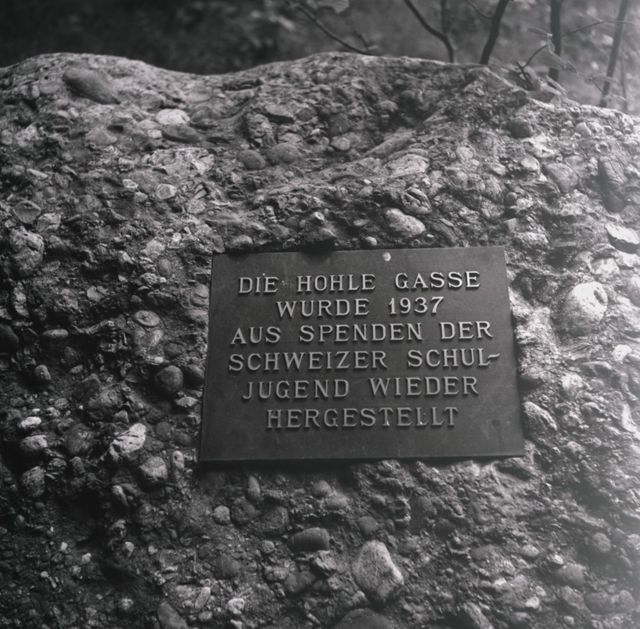 DIE HOHLE GASSE
WURDE 1937
AUS SPENDEN DER
SCHWEIZER SCHUL-
JUGEND WIEDER
HERGESTELLT